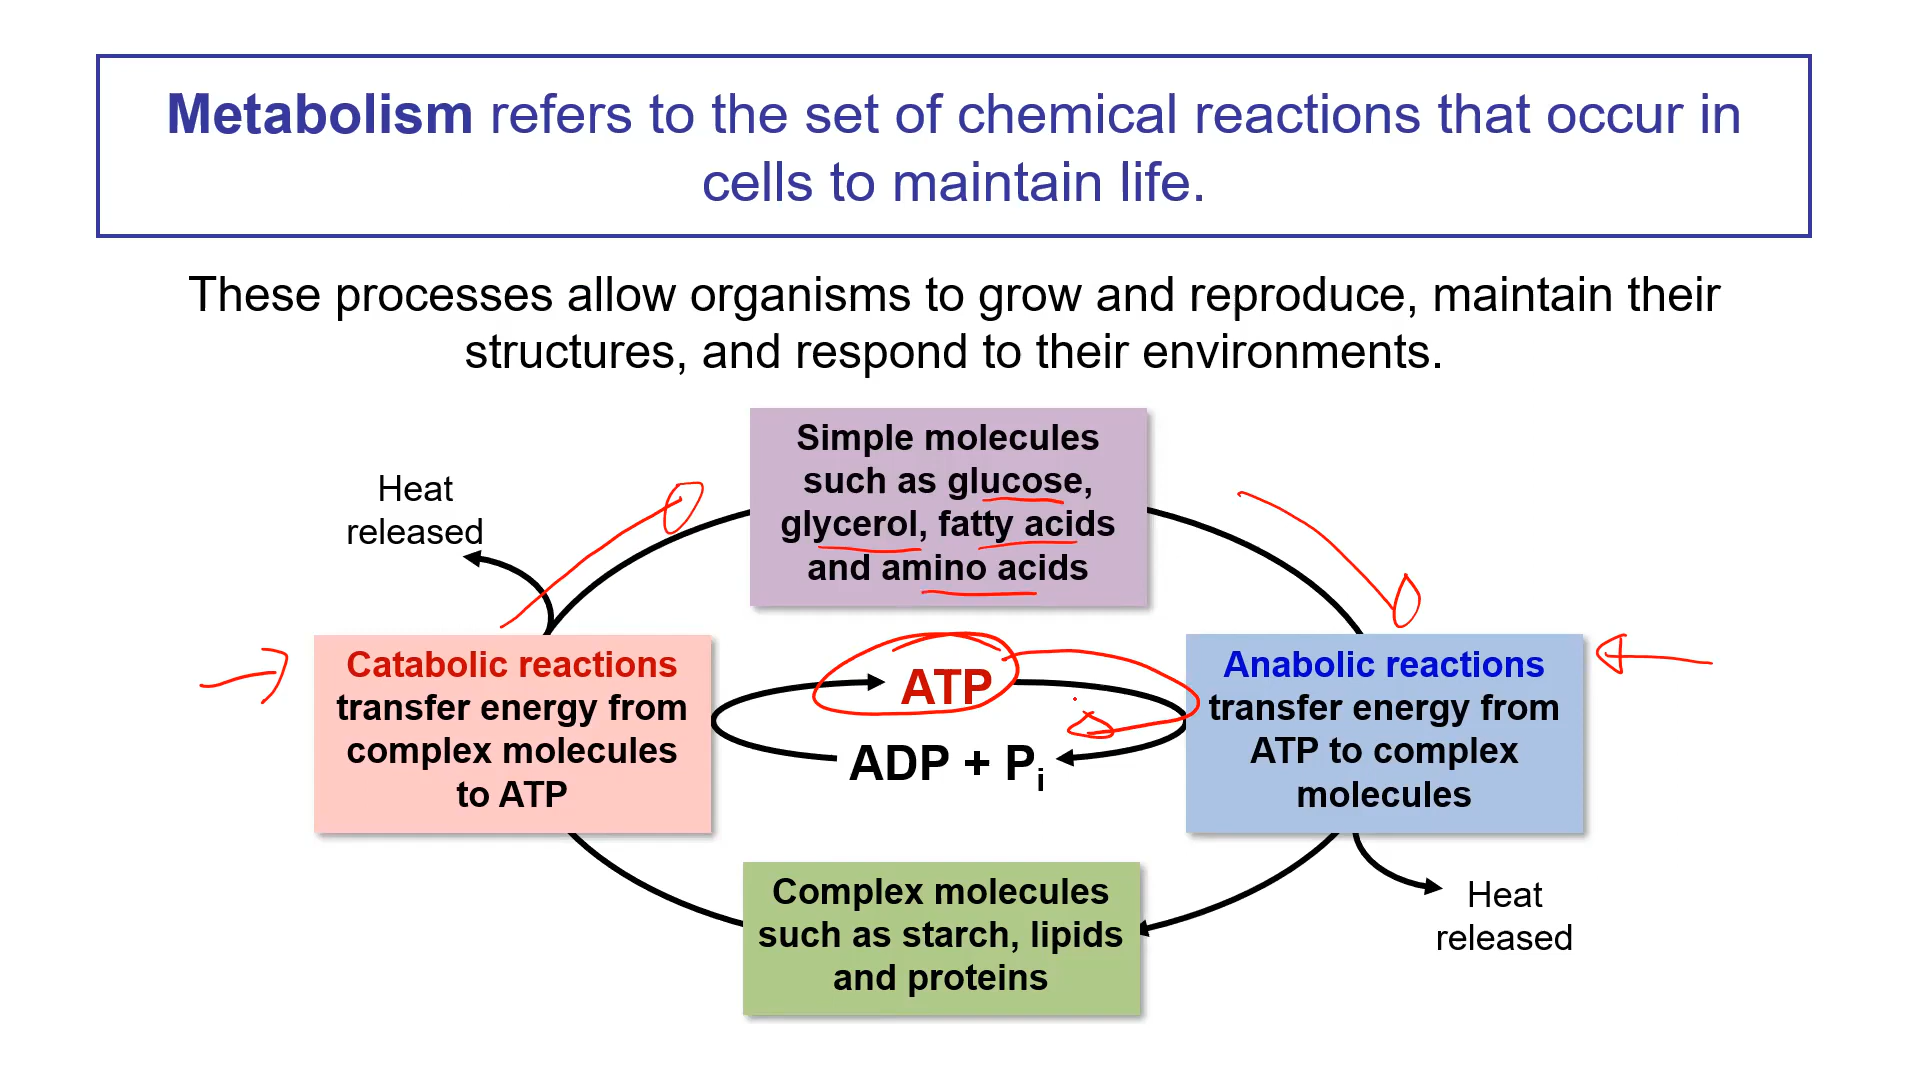 Metabolism refers to the set of chemical reactions that occur in
cells to maintain life.
These processes allow organisms to grow and reproduce, maintain their
structures, and respond to their environments.
Simple molecules
such as glucose,
glycerol, fatty acids
and amino acids
Heat
released
Catabolic reactions
transfer energy from
complex molecules
to ATP
ATP
ADP + Pi
Anabolic reactions
transfer energy from
ATP to complex
molecules
Complex molecules
such as starch, lipids
and proteins
Heat
released